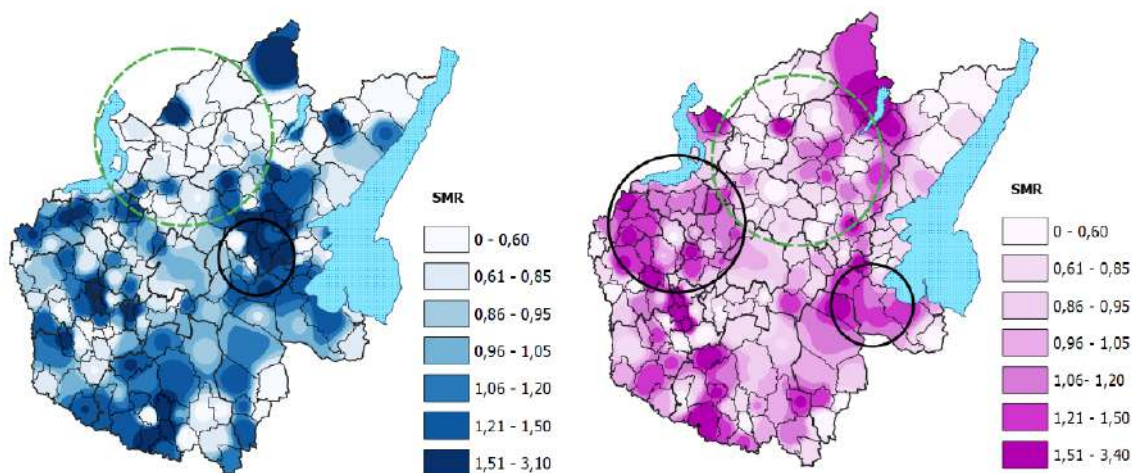 SMR
0 - 0,60
0,61 - 0,85
0,86 - 0,95
0,96 - 1,05
1,06 - 1,20
1,21 - 1,50
1,51 - 3,10
SMR
0 - 0,60
0,61 - 0,85
0,86 - 0,95
0,96 - 1,05
1,06- 1,20
1,21 - 1,50
1,51 - 3,40